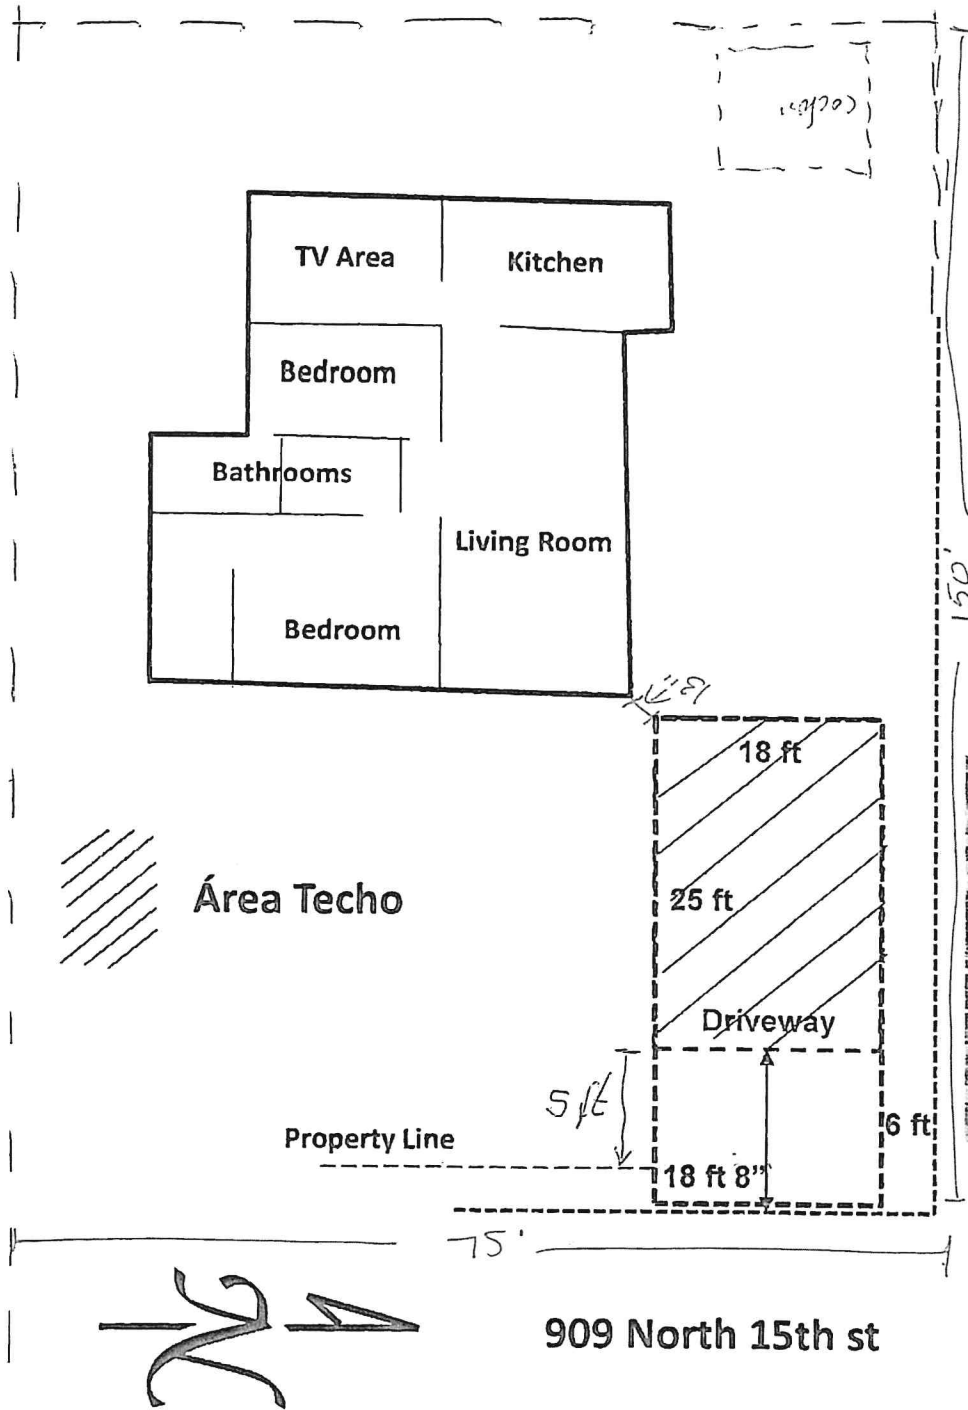 TV Area
Kitchen
Bedroom
Bathrooms
Living Room
Bedroom
150'
18 ft
25 ft
Área Techo
Driveway
5 ft
6 ft
Property Line
18 ft 8”
75'
N
909 North 15th st